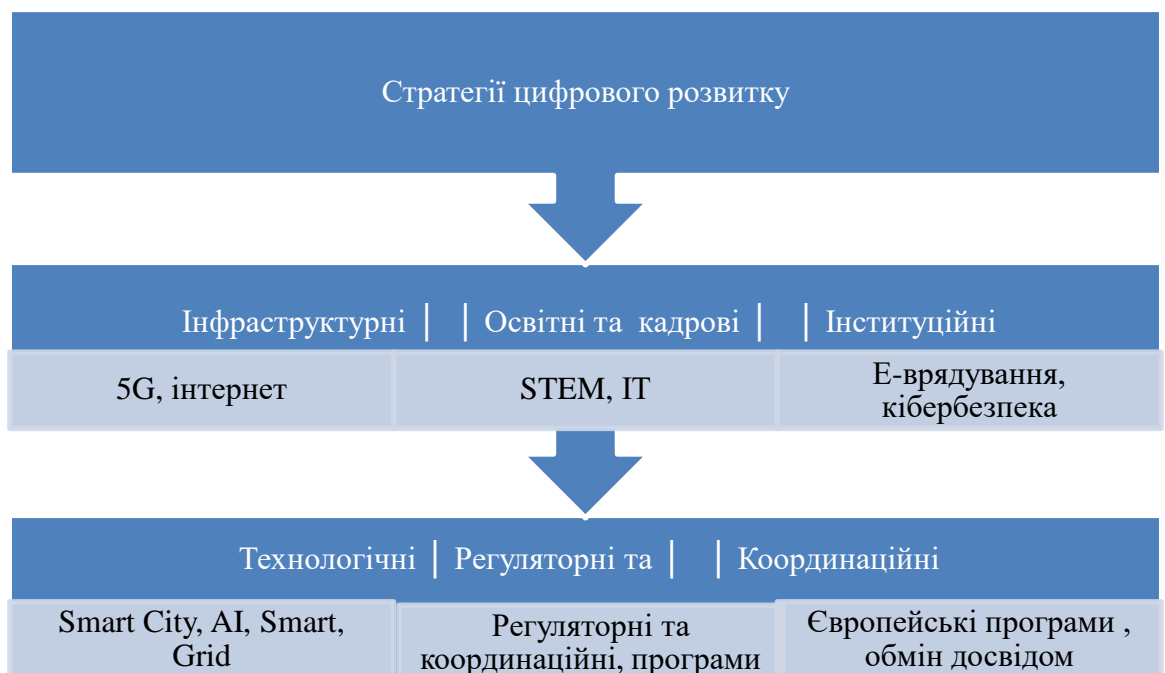 Стратегії цифрового розвитку
Інфраструктурні │ │ Освітні та кадрові │ │ Інституційні
5G, інтернет
STEM, IT
Е-врядування,
кібербезпека
Технологічні │ Регуляторні та │ │ Координаційні
Smart City, AI, Smart,
Grid
Регуляторні та
координаційні, програми
Європейські програми ,
обмін досвідом